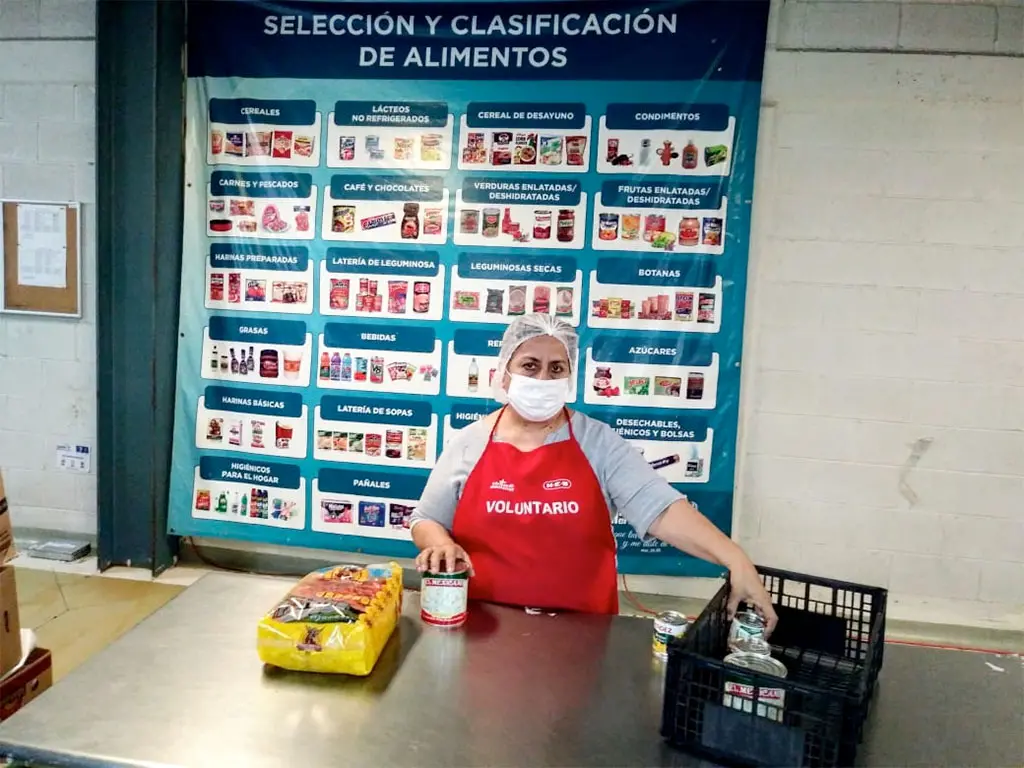 SELECCIÓN Y CLASIFICACIÓN
DE ALIMENTOS
CEREALES
LÁCTEOS
NO REFRIGERADOS
CEREAL DE DESAYUNO
CONDIMENTOS
CARNES Y PESCADOS
CAFÉ Y CHOCOLATES
VERDURAS ENLATADAS/
DESHIDRATADAS
FRUTAS ENLATADAS/
DESHIDRATADAS
HARINAS PREPARADAS
LATERÍA DE LEGUMINOSA
LEGUMINOSAS SECAS
BOTANAS
GRASAS
BEBIDAS
AZÚCARES
HARINAS BÁSICAS
LATERÍA DE SOPAS
DESECHABLES,
Y BOLSAS
HIGIÉNICOS
PARA EL HOGAR
PAÑALES
H-E-B
VOLUNTARIO
EL MEXICANO